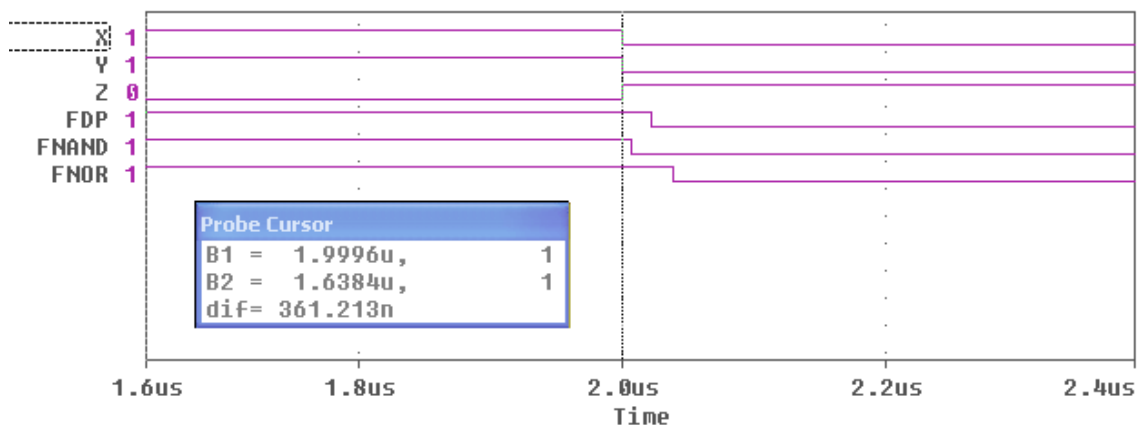 X 1
Y 1
Z 0
FDP 1
FNAND 1
FNOR 1
Probe Cursor
B1 = 1.9996u, 1
B2 = 1.6384u, 1
dif= 361.213n
1.6us 1.8us 2.0us 2.2us 2.4us
Time